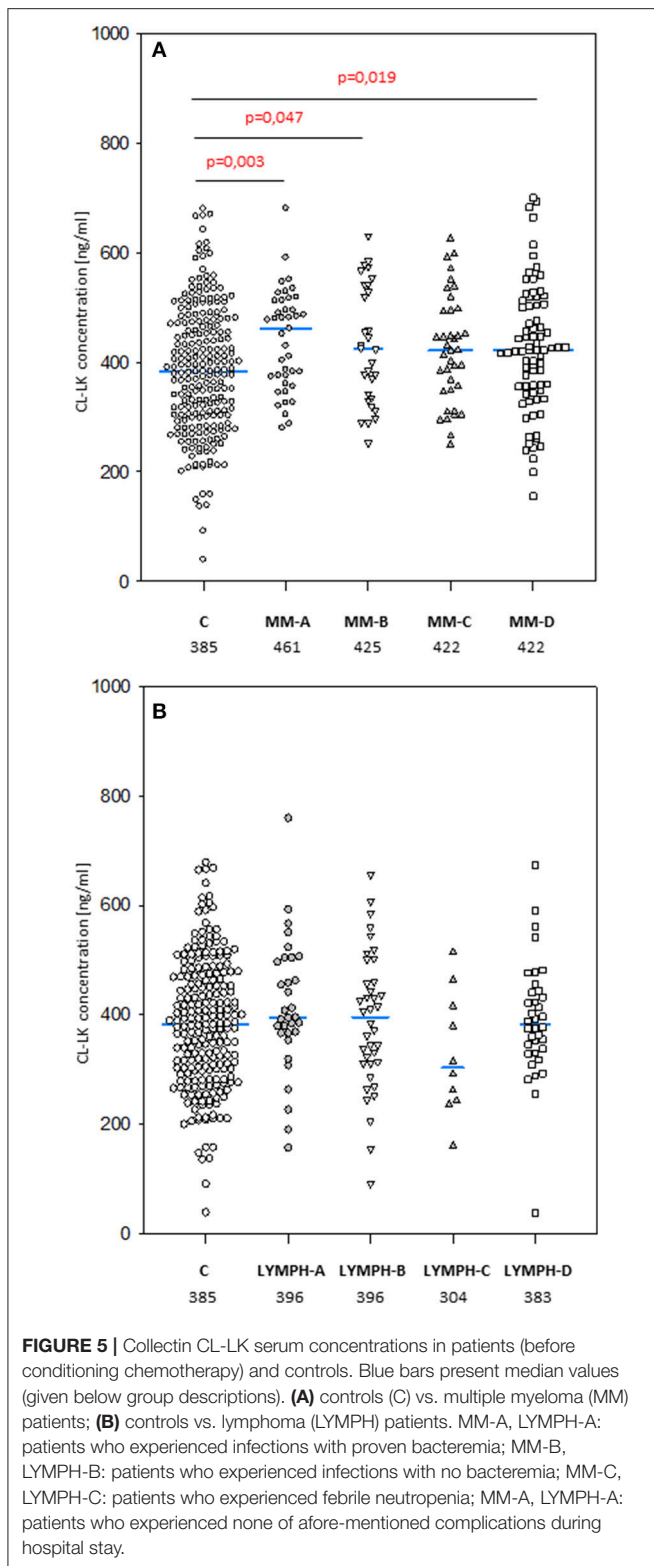 A
1000
p=0,019
800
p=0,047
p=0,003
CL-LK concentration [ng/ml]
600
400
200
0
C MM-A MM-B MM-C MM-D
385 461 425 422 422
B
1000
800
CL-LK concentration [ng/ml]
600
400
200
0
C LYMPH-A LYMPH-B LYMPH-C LYMPH-D
385 396 396 304 383
FIGURE 5 | Collectin CL-LK serum concentrations in patients (before
conditioning chemotherapy) and controls. Blue bars present median values
(given below group descriptions). (A) controls (C) vs. multiple myeloma (MM)
patients; (B) controls vs. lymphoma (LYMPH) patients. MM-A, LYMPH-A:
patients who experienced infections with proven bacteremia; MM-B,
LYMPH-B: patients who experienced infections with no bacteremia; MM-C,
LYMPH-C: patients who experienced febrile neutropenia; MM-A, LYMPH-A:
patients who experienced none of afore-mentioned complications during
hospital stay.